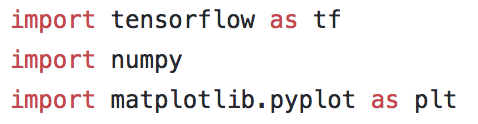 import tensorflow as tf
import numpy
import matplotlib.pyplot as plt